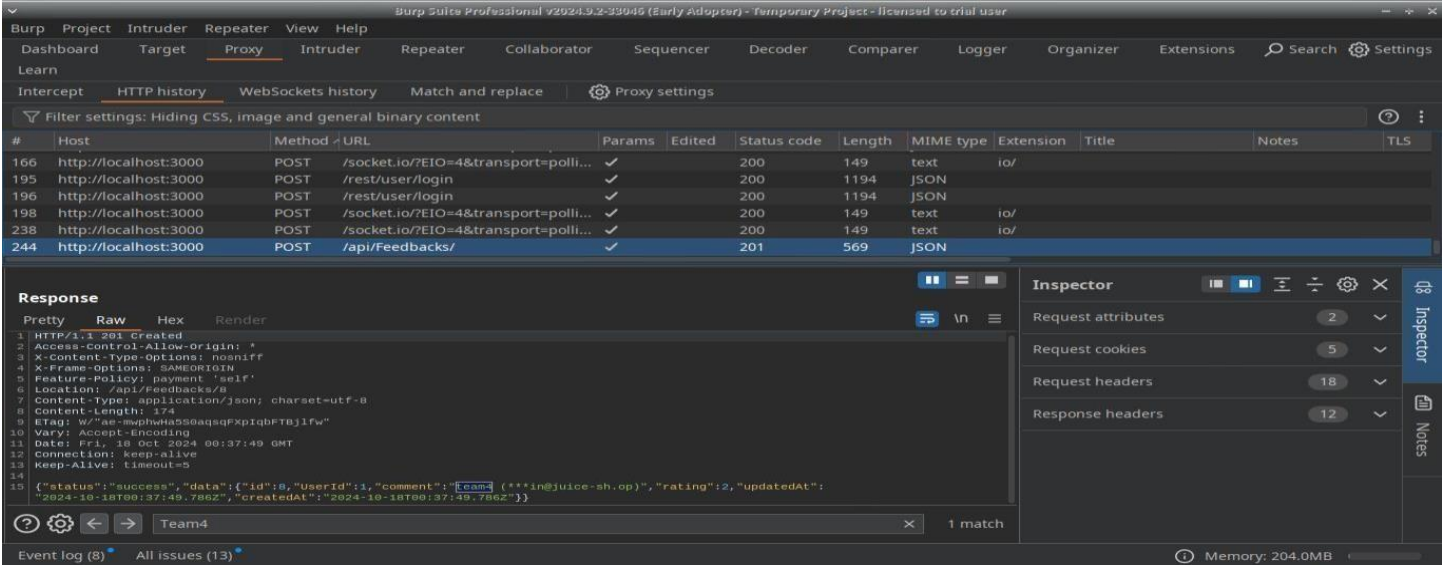 Burp Suite Professional v2024.9.2-33046 (Early Adopter) - Temporary Project - licensed to trial user
Burp Project Intruder Repeater View Help
Dashboard Target Proxy Intruder Repeater Collaborator Sequencer Decoder Comparer Logger Organizer Extensions Search Settings
Learn
Intercept HTTP history WebSockets history Match and replace Proxy settings
Filter settings: Hiding CSS, image and general binary content
# Host Method URL Params Edited Status code Length MIME type Extension Title Notes TLS
166 http://localhost:3000 POST /socket.io/?EIO=4&transport=polli... ✓ 200 149 text io/
195 http://localhost:3000 POST /rest/user/login ✓ 200 1194 JSON
196 http://localhost:3000 POST /rest/user/login ✓ 200 1194 JSON
198 http://localhost:3000 POST /socket.io/?EIO=4&transport=polli... ✓ 200 149 text io/
238 http://localhost:3000 POST /socket.io/?EIO=4&transport=polli... ✓ 200 149 text io/
244 http://localhost:3000 POST /api/Feedbacks/ ✓ 201 569 JSON
Response
Pretty Raw Hex Render \n
1 HTTP/1.1 201 Created
2 Access-Control-Allow-Origin: *
3 X-Content-Type-Options: nosniff
4 X-Frame-Options: SAMEORIGIN
5 Feature-Policy: payment 'self'
6 Location: /api/Feedbacks/8
7 Content-Type: application/json; charset=utf-8
8 Content-Length: 174
9 ETag:
10 Vary: Accept-Encoding
11 Date: Fri, 18 Oct 2024 00:37:49 GMT
12 Connection: keep-alive
13 Keep-Alive: timeout=5
14
15 {"status":"success","data":{"id":8,"UserId":1,"comment":"team4 (***in@juice-sh.op)","rating":2,"updatedAt":
"2024-10-18T00:37:49.786Z","createdAt":"2024-10-18T00:37:49.786Z"}}
Inspector
Request attributes 2
Request cookies 5
Request headers 18
Response headers 12
Inspector
Notes
Team4 1 match
Event log (8) All issues (13) Memory: 204.0MB